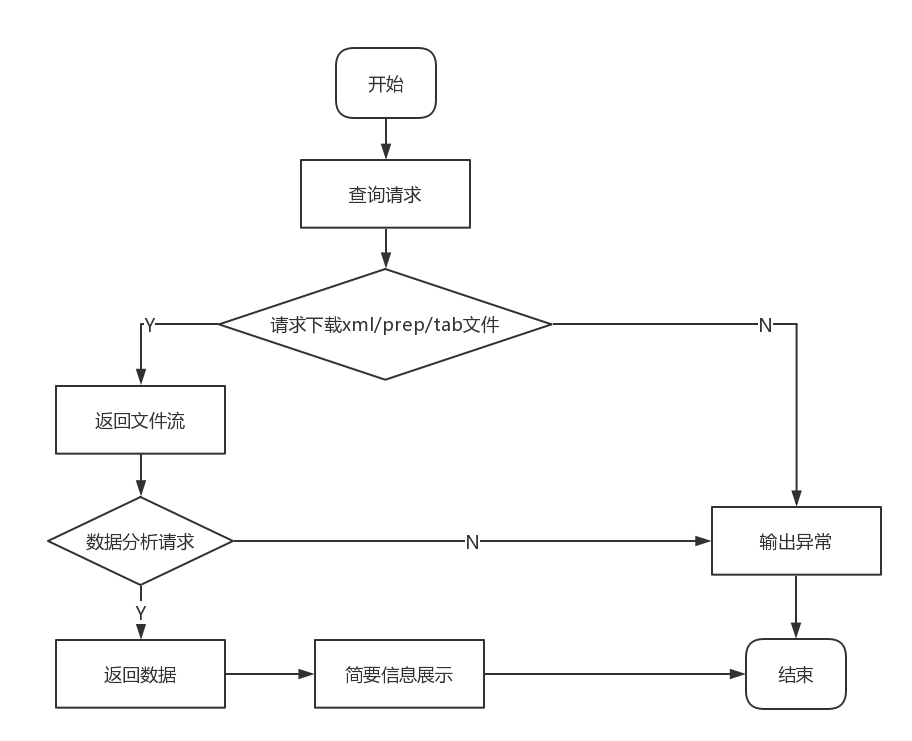 开始
查询请求
请求下载xml/prep/tab文件
Y
N
返回文件流
数据分析请求
N
输出异常
Y
返回数据
简要信息展示
结束